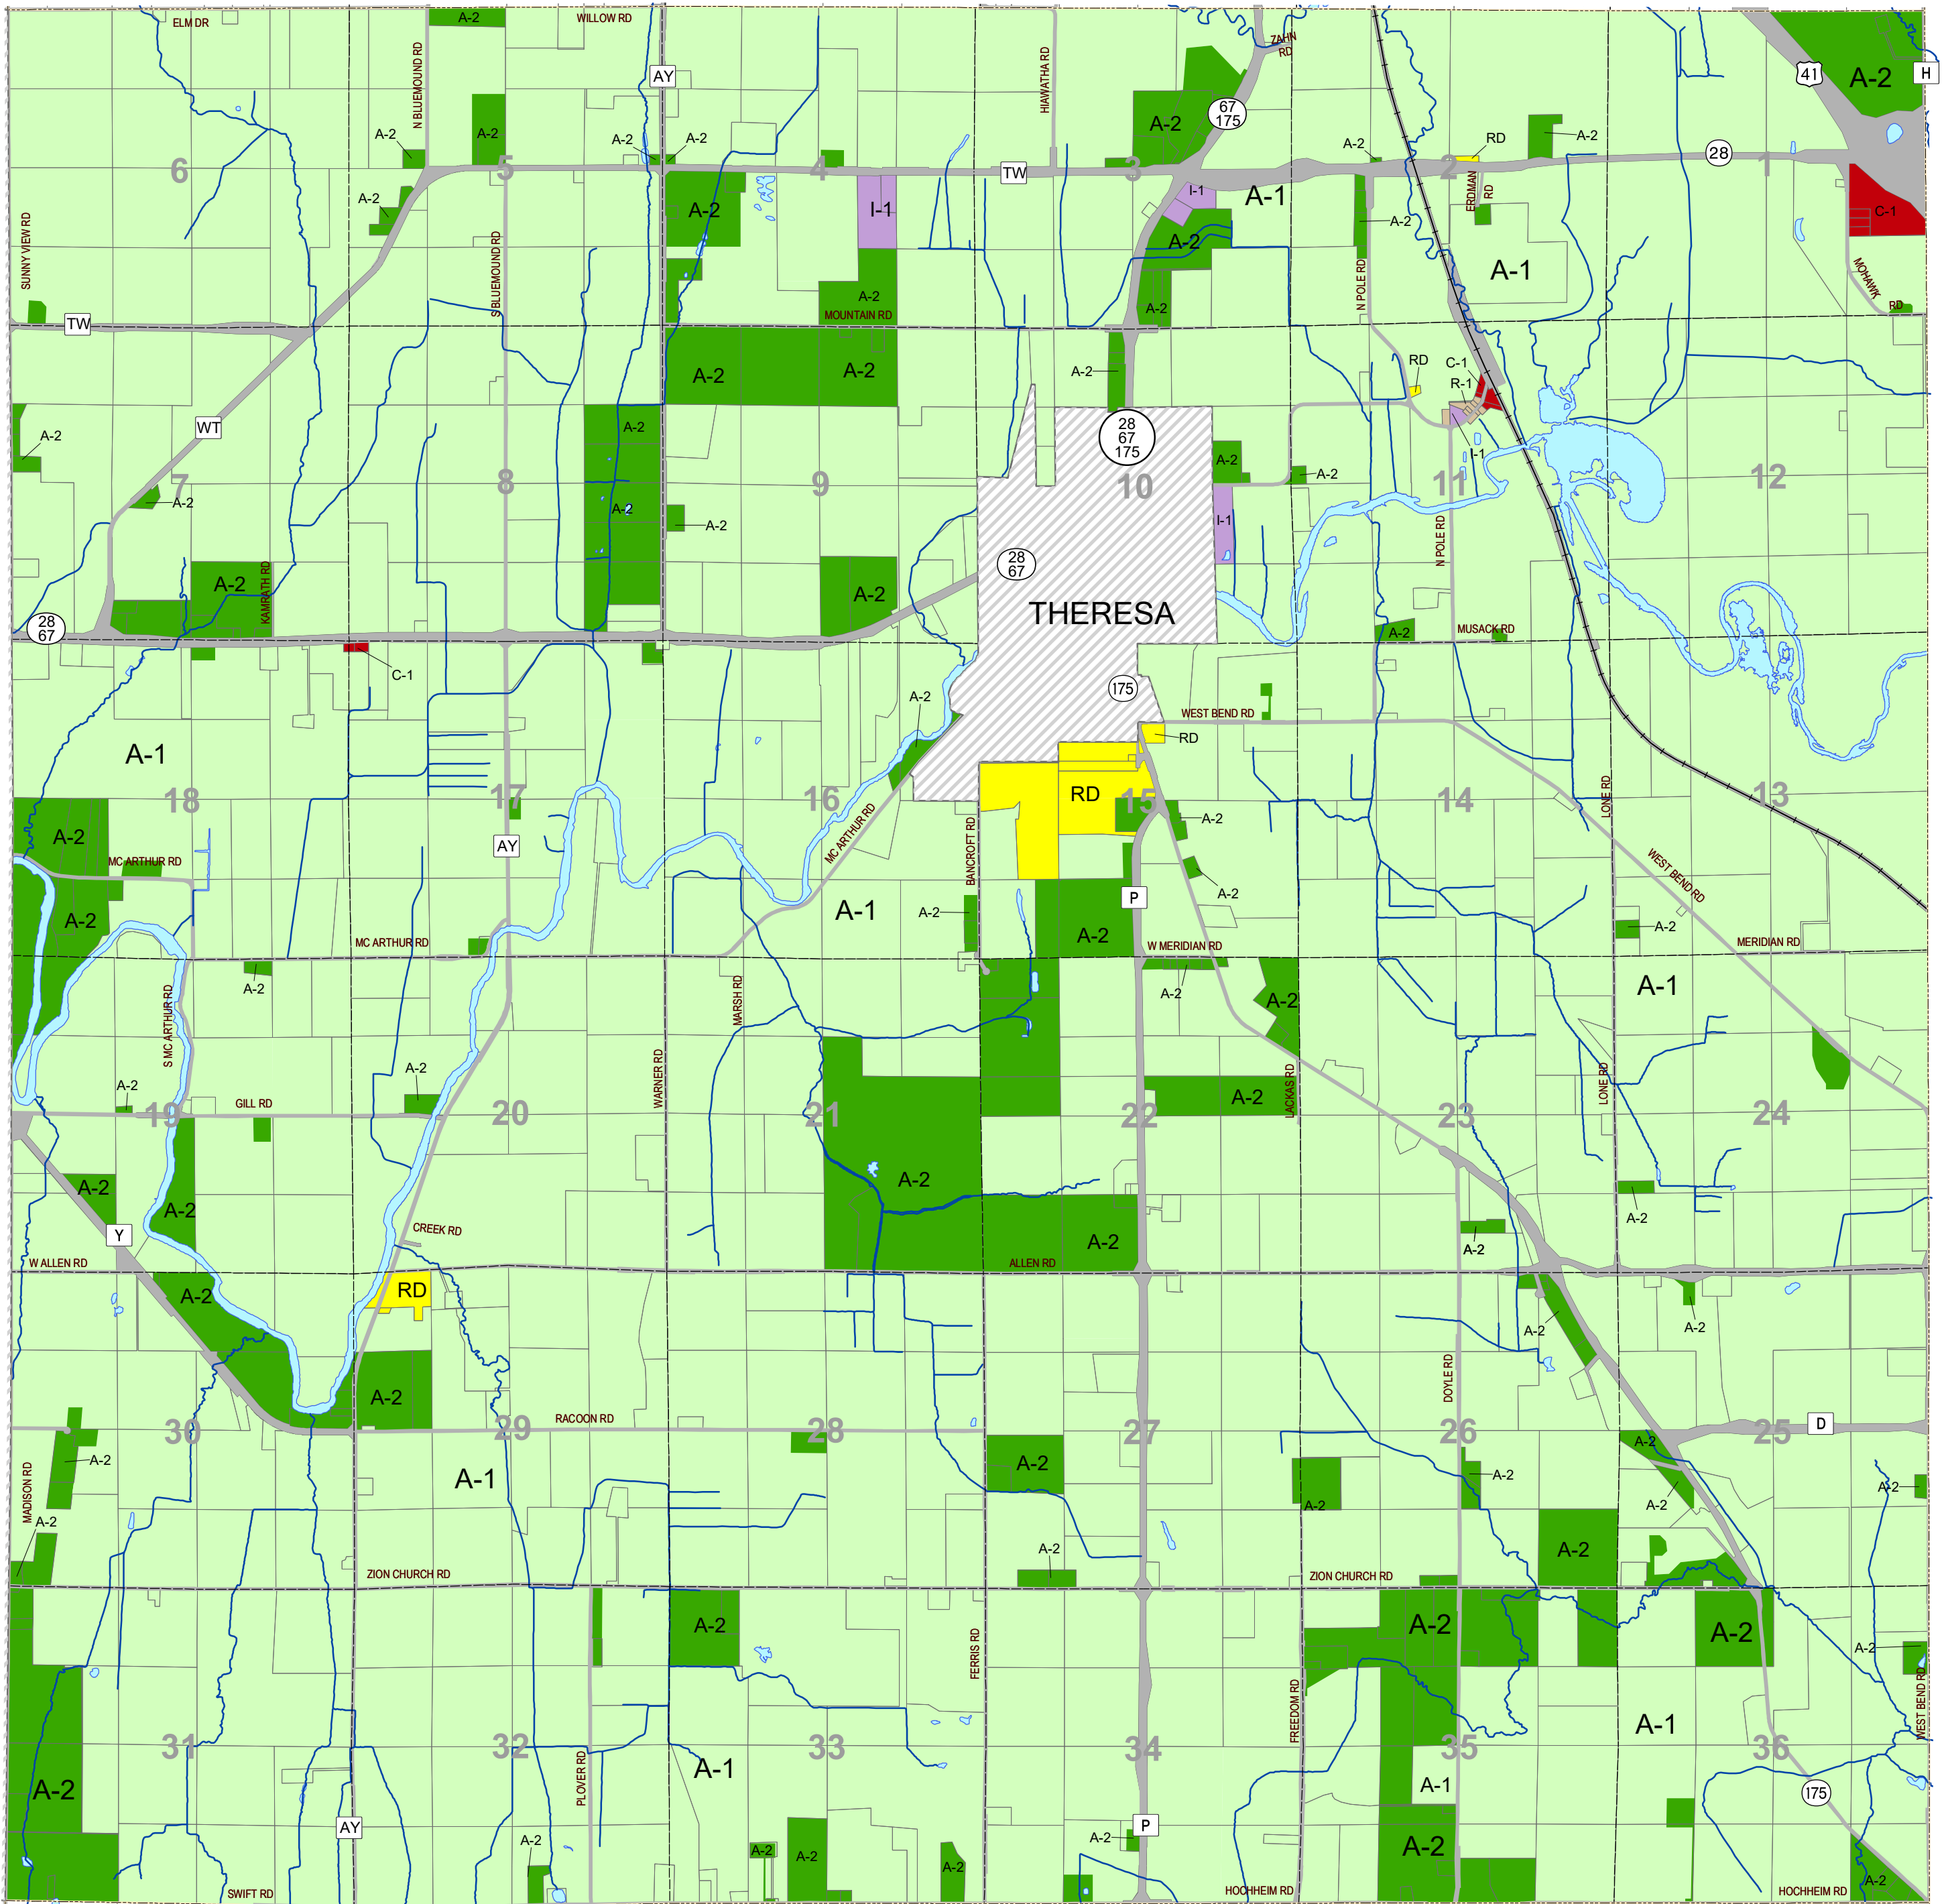 ELM DR
A-2
WILLOW RD
ZAHN
RD
N BLUEMOUND RD
AY
HIAWATHA RD
41
H
A-2
67
175
A-2
A-2
A-2
A-2
A-2
A-2
A-2
RD
A-2
28
6
5
4
TW
3
2
1
A-2
A-2
I-1
I-1
A-1
ERDMAN
RD
A-2
C-1
SUNNY VIEW RD
S BLUEMOUND RD
A-2
N POLE RD
A-1
MOHAWK
RD
TW
A-2
MOUNTAIN RD
A-2
A-2
A-2
A-2
RD
C-1
R-1
WT
A-2
A-2
28
67
175
A-2
A-2
I-1
7
8
9
10
11
12
A-2
A-2
A-2
I-1
N POLE RD
28
67
KAMRATH RD
A-2
A-2
THERESA
28
67
A-2
MUSACK RD
C-1
175
A-2
WEST BEND RD
RD
A-1
18
17
16
RD
15
14
13
LONE RD
A-2
A-2
MC ARTHUR RD
AY
MC ARTHUR RD
BANCROFT RD
WEST BEND RD
A-2
A-2
P
A-1
A-2
A-2
A-2
MC ARTHUR RD
W MERIDIAN RD
MERIDIAN RD
A-2
S MC ARTHUR RD
MARSH RD
A-2
A-2
A-1
A-2
A-2
WARNER RD
LACKAS RD
LONE RD
GILL RD
A-2
19
20
21
22
23
24
A-2
A-2
A-2
A-2
Y
CREEK RD
A-2
A-2
W ALLEN RD
ALLEN RD
A-2
RD
A-2
A-2
A-2
DOYLE RD
RACOON RD
30
29
28
27
26
25
D
A-2
MADISON RD
A-1
A-2
A-2
A-2
A-2
A-2
A-2
A-2
A-2
ZION CHURCH RD
ZION CHURCH RD
A-2
A-2
A-2
FERRIS RD
A-2
FREEDOM RD
WEST BEND RD
A-1
31
32
33
34
35
36
A-2
PLOVER RD
A-1
A-1
175
AY
P
A-2
A-2
A-2
A-2
A-2
A-2
A-2
SWIFT RD
HOCHHEIM RD
HOCHHEIM RD